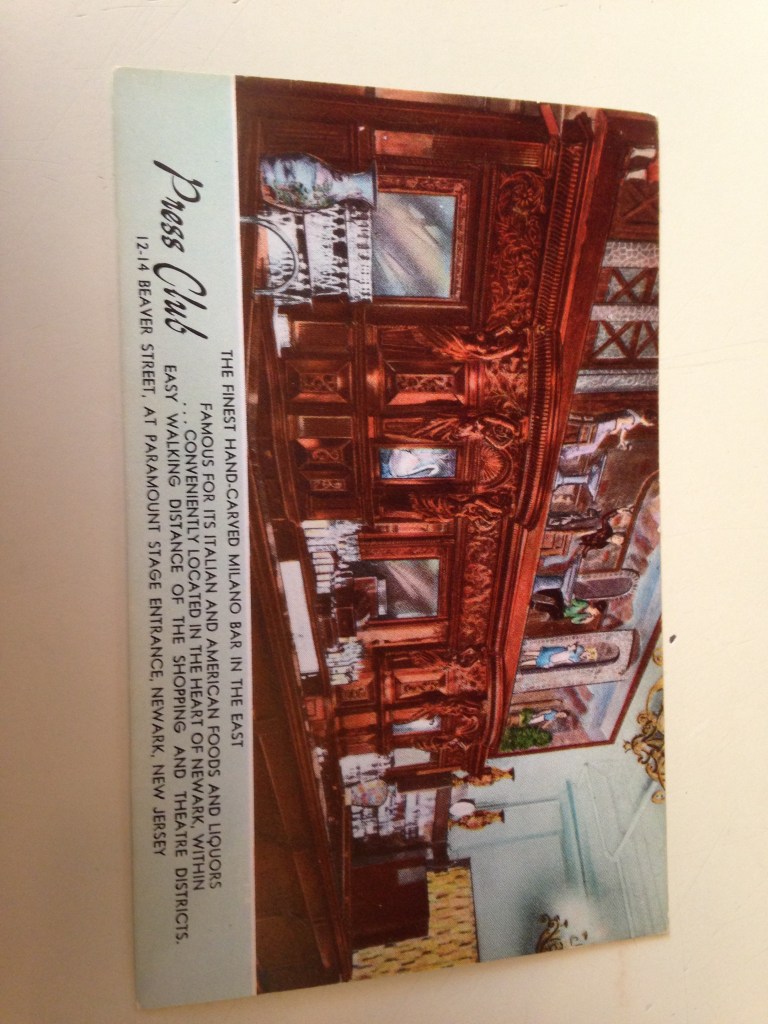 THE FINEST HAND-CARVED MILANO BAR IN THE EAST
Press Club
FAMOUS FOR ITS ITALIAN AND AMERICAN FOODS AND LIQUORS
. . . CONVENIENTLY LOCATED IN THE HEART OF NEWARK, WITHIN
EASY WALKING DISTANCE OF THE SHOPPING AND THEATRE DISTRICTS.
12-14 BEAVER STREET, AT PARAMOUNT STAGE ENTRANCE, NEWARK, NEW JERSEY